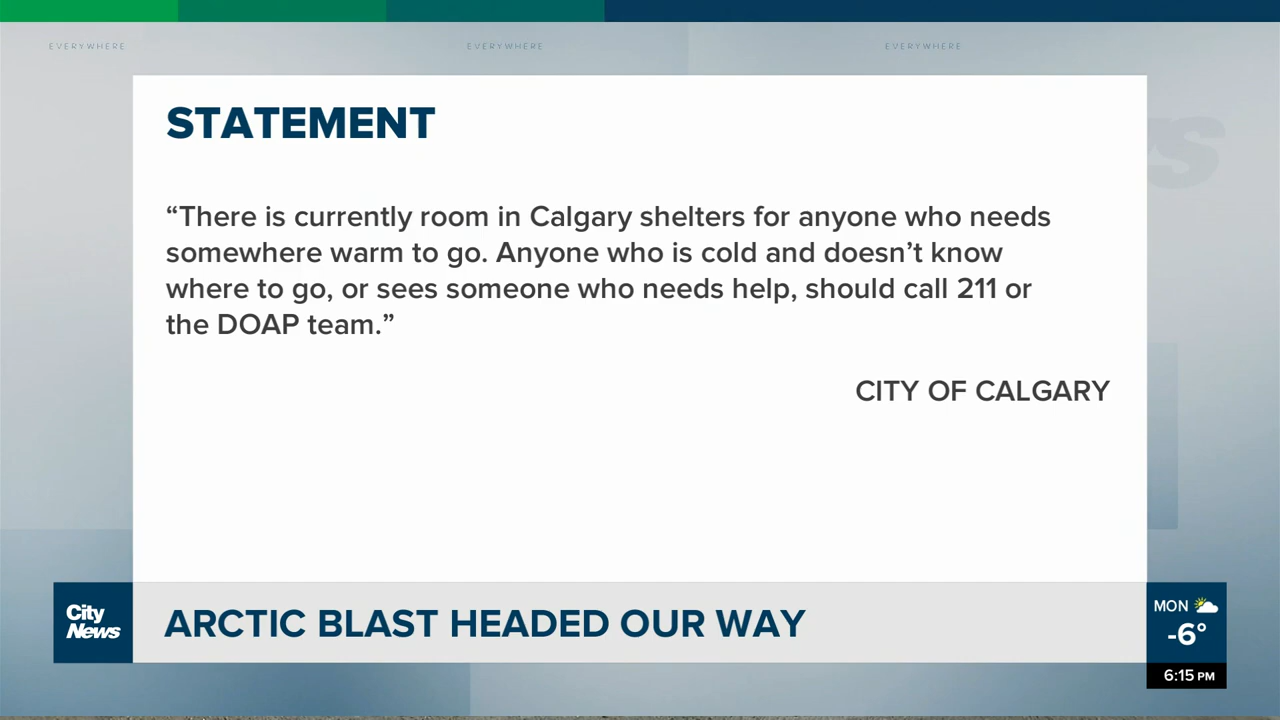 EVERYWHERE EVERYWHERE EVERYWHERE
STATEMENT
“There is currently room in Calgary shelters for anyone who needs
somewhere warm to go. Anyone who is cold and doesn’t know
where to go, or sees someone who needs help, should call 211 or
the DOAP team.”
CITY OF CALGARY
City
News
ARCTIC BLAST HEADED OUR WAY
MON
-6°
6:15 PM